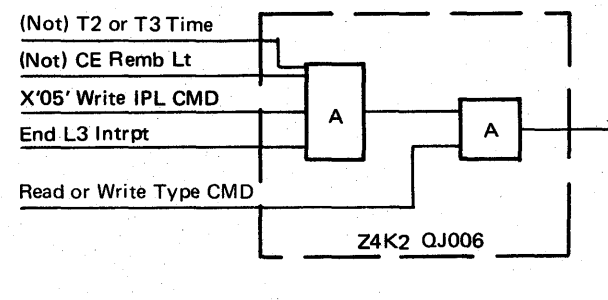 (Not) T2 or T3 Time
(Not) CE Remb Lt
X'05' Write IPL CMD
A
End L3 Intrpt
A
Read or Write Type CMD
Z4K2 QJ006